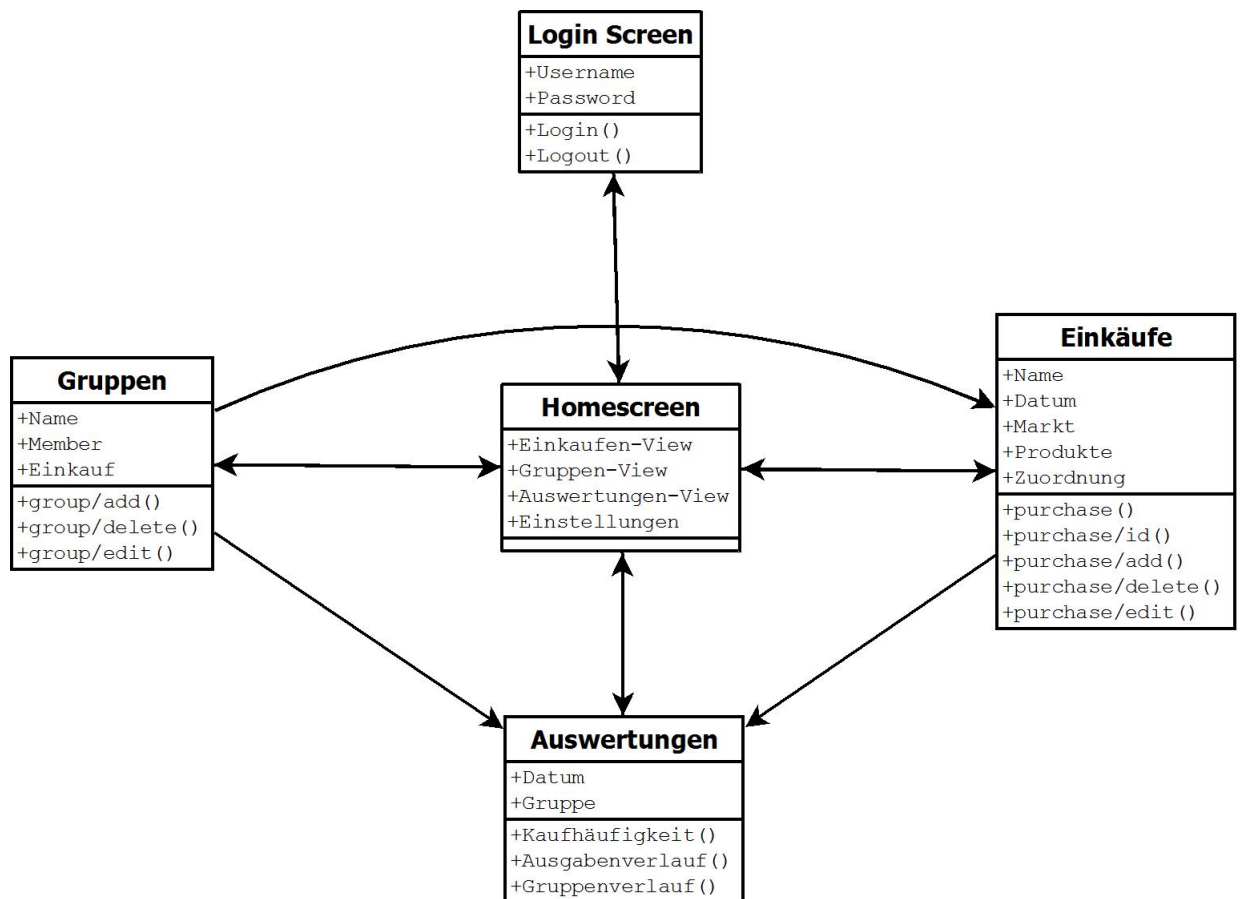 Login Screen
+Username
+Password
+Login()
+Logout()
Gruppen
+Name
+Member
+Einkauf
+group/add()
+group/delete()
+group/edit()
Homescreen
+Einkaufen-View
+Gruppen-View
+Auswertungen-View
+Einstellungen
Einkäufe
+Name
+Datum
+Markt
+Produkte
+Zuordnung
+purchase()
+purchase/id()
+purchase/add()
+purchase/delete()
+purchase/edit()
Auswertungen
+Datum
+Gruppe
+Kaufhäufigkeit()
+Ausgabenverlauf()
+Gruppenverlauf()